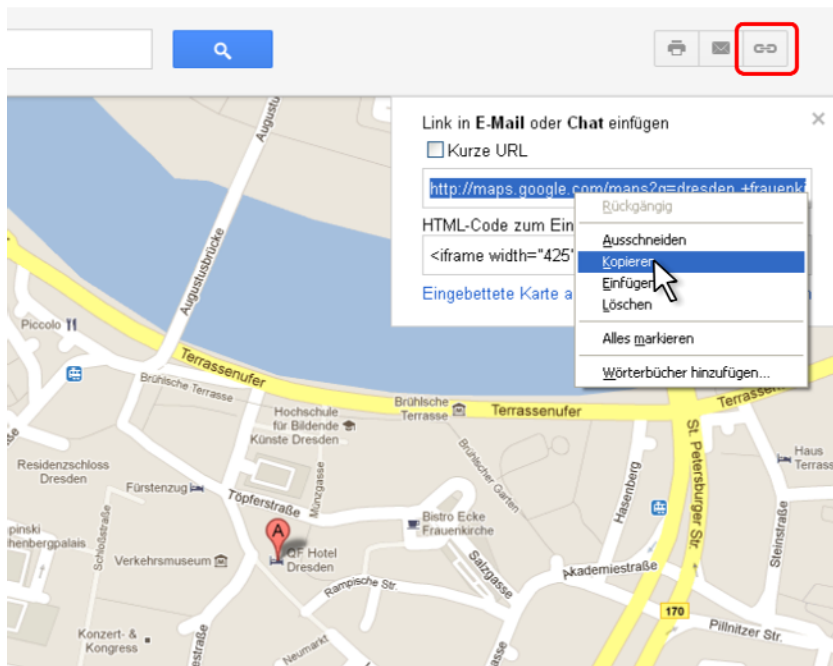 Link in E-Mail oder Chat einfügen
Kurze URL
http://maps.google.com/maps?q=dresden,+frauenki
HTML-Code zum Ein
<iframe width="425"
Eingebettete Karte a
Rückgängig
Ausschneiden
Kopieren
Einfügen
Löschen
Alles markieren
Wörterbücher hinzufügen...
Augustusbrücke
Piccolo
Terrassenufer
Brühlsche Terrasse
Hochschule
für Bildende
Künste Dresden
Brühlsche
Terrasse
Terrassenufer
Brühlscher Garten
St. Petersburger Str.
Haus
Terrass
Residenzschloss
Dresden
Fürstenzug
Töpferstraße
Münzgasse
Hasenberg
Steinstraße
Schloßstraße
Verkehrsmuseum
A
QF Hotel
Dresden
Bistro Ecke
Frauenkirche
Salzgasse
Akademiestraße
Rampische Str.
170
Pillnitzer Str.
Konzert- &
Kongress
Neumarkt